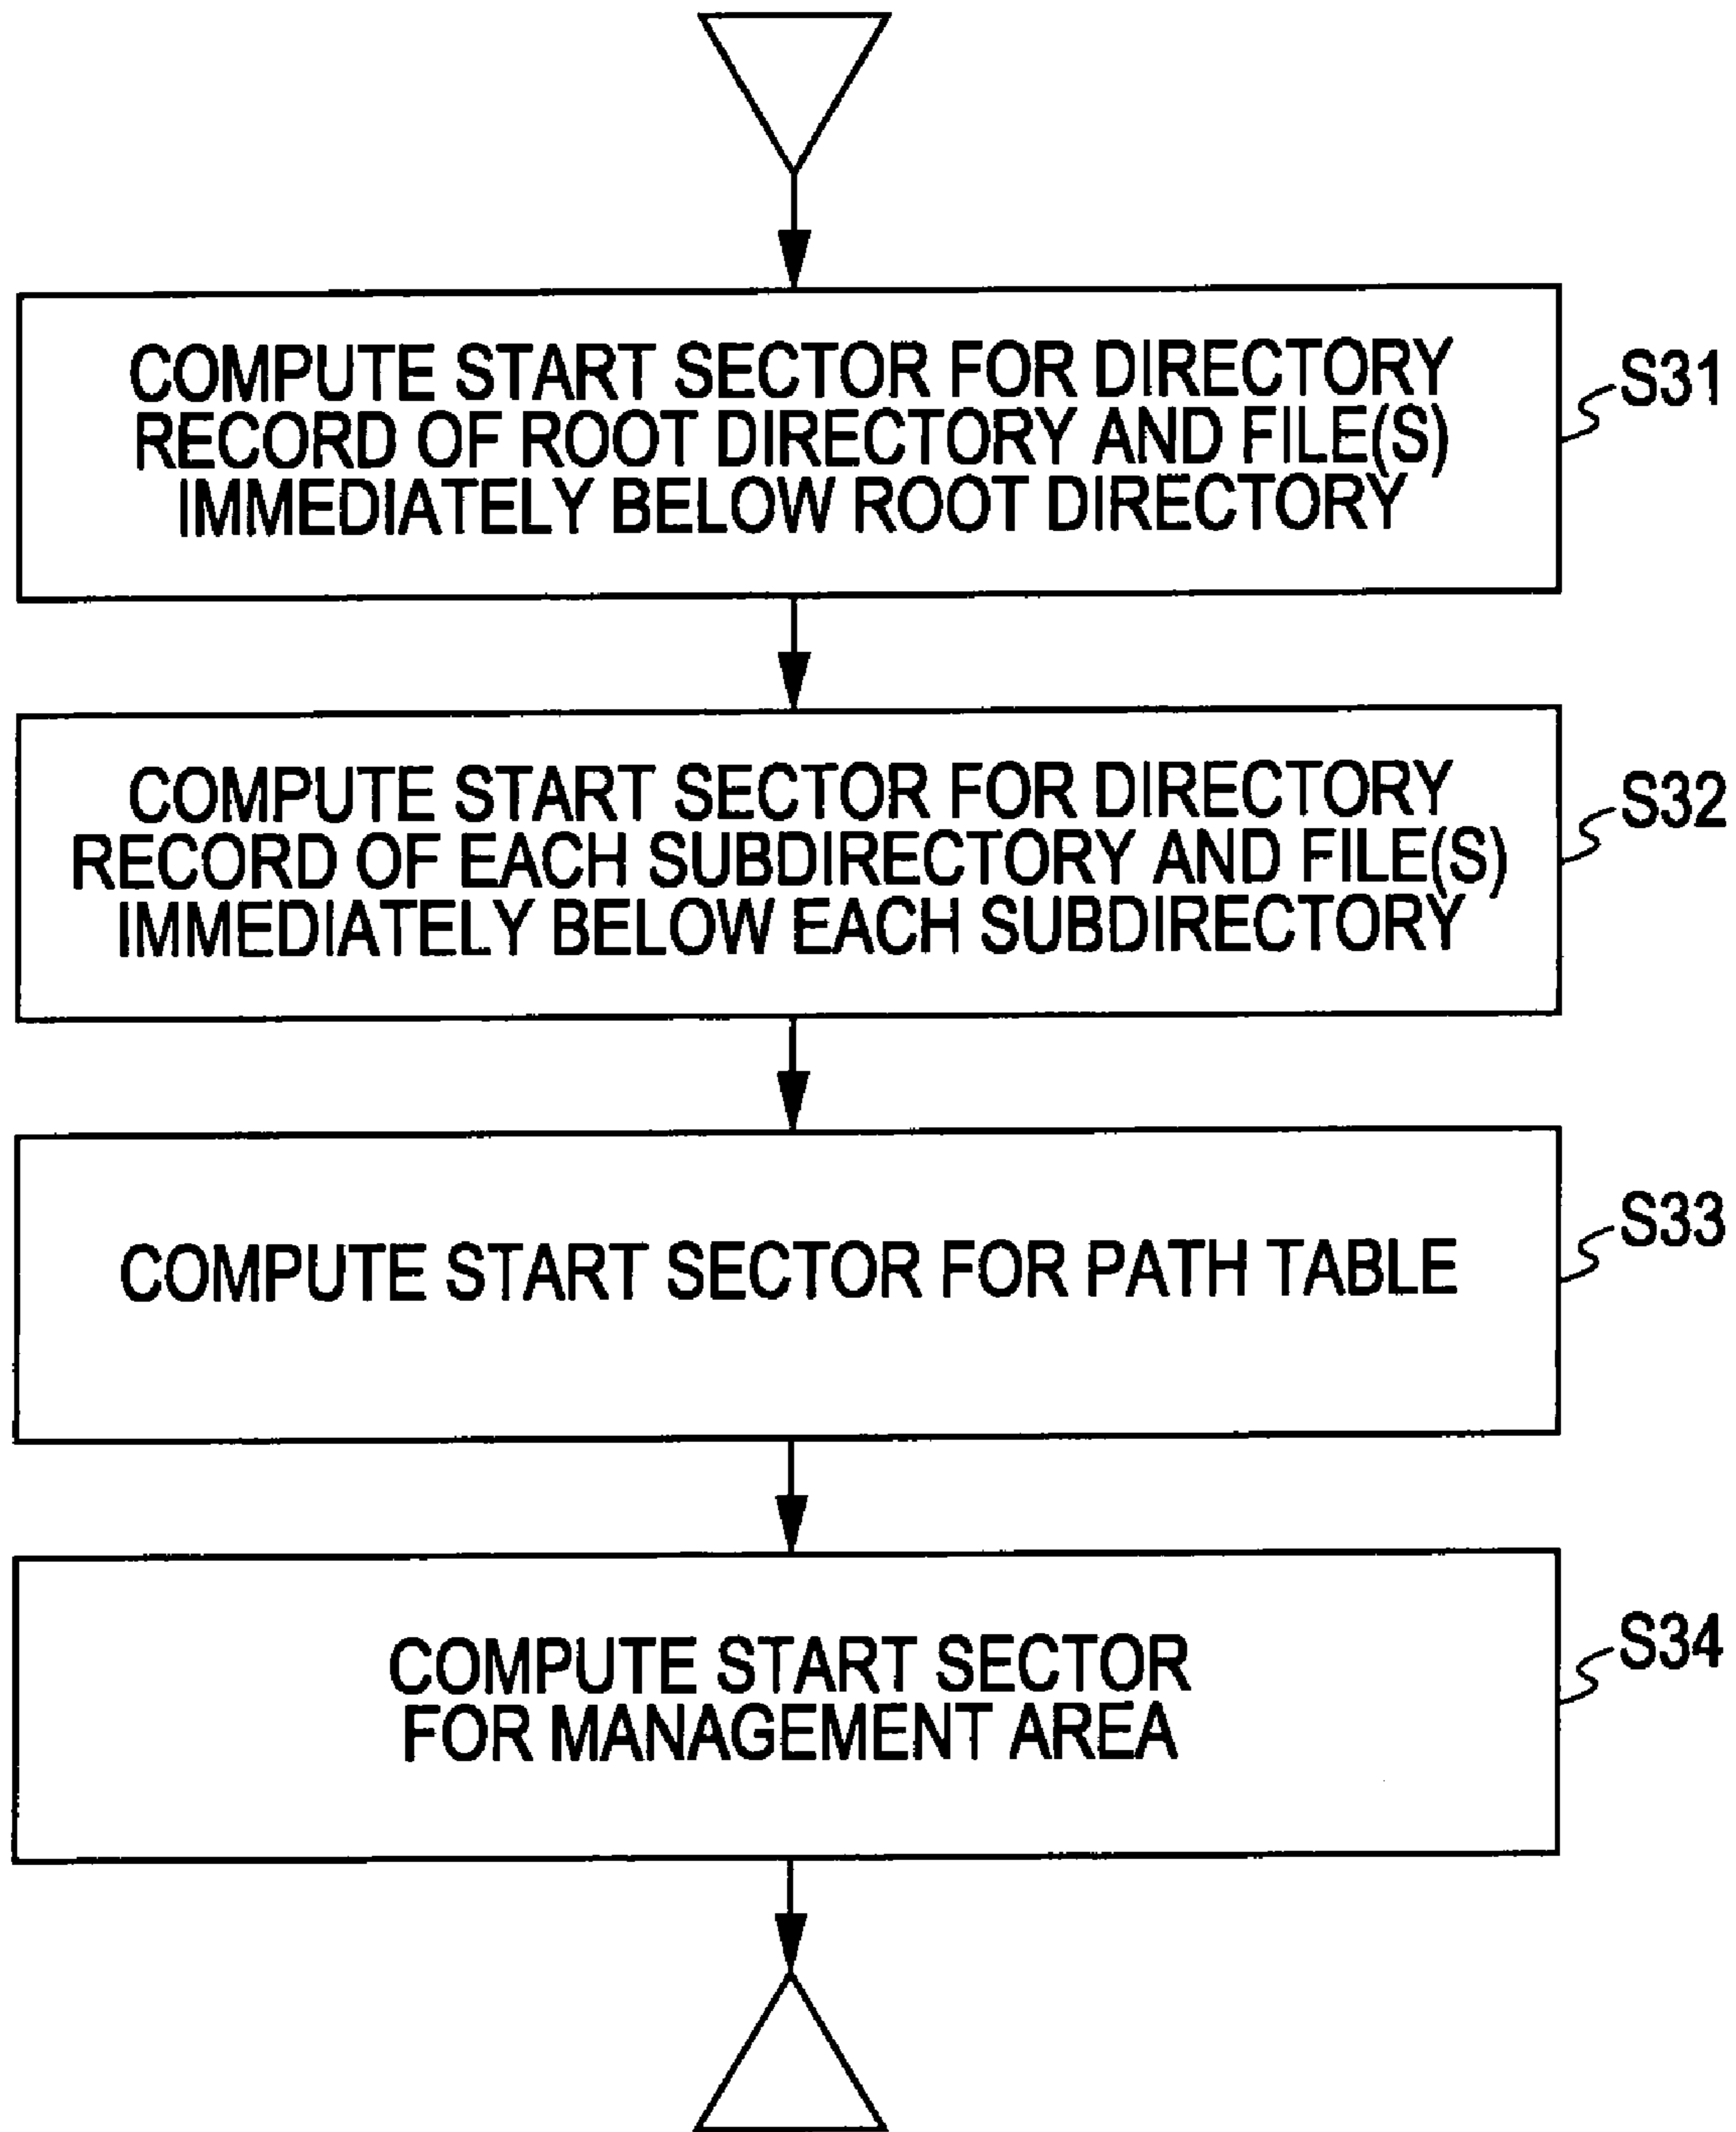 COMPUTE START SECTOR FOR DIRECTORY
RECORD OF ROOT DIRECTORY AND FILE(S)
IMMEDIATELY BELOW ROOT DIRECTORY
S31
COMPUTE START SECTOR FOR DIRECTORY
RECORD OF EACH SUBDIRECTORY AND FILE(S)
IMMEDIATELY BELOW EACH SUBDIRECTORY
S32
COMPUTE START SECTOR FOR PATH TABLE
S33
COMPUTE START SECTOR
FOR MANAGEMENT AREA
S34